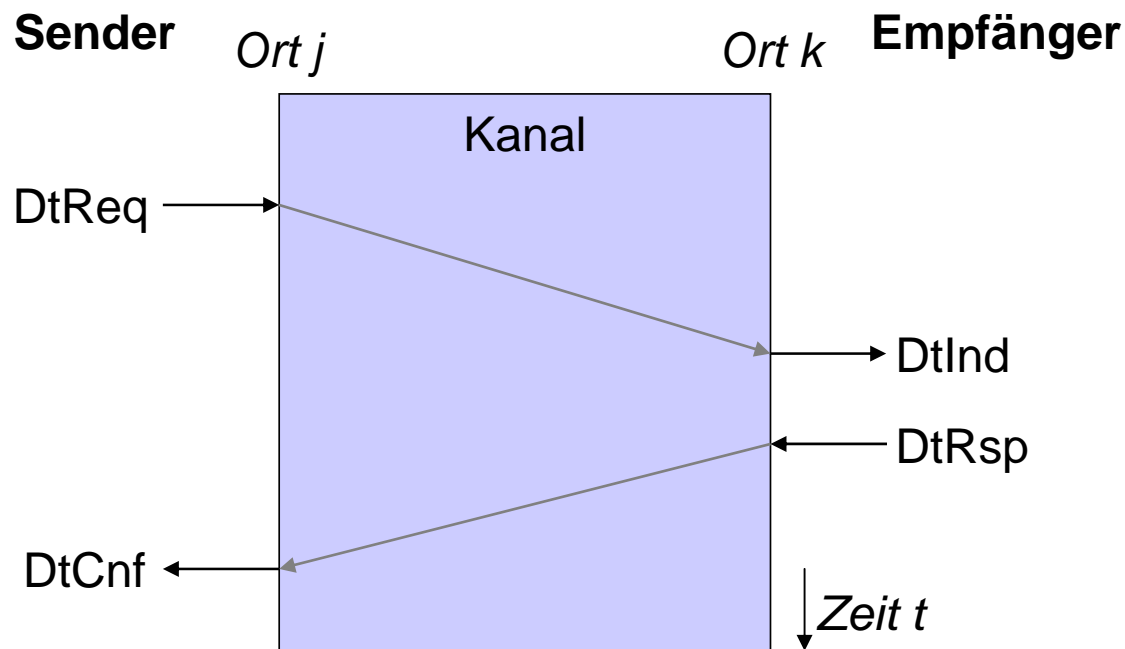 Sender
Ort j
Ort k
Empfänger
Kanal
DtReq
DtInd
DtRsp
DtCnf
Zeit t